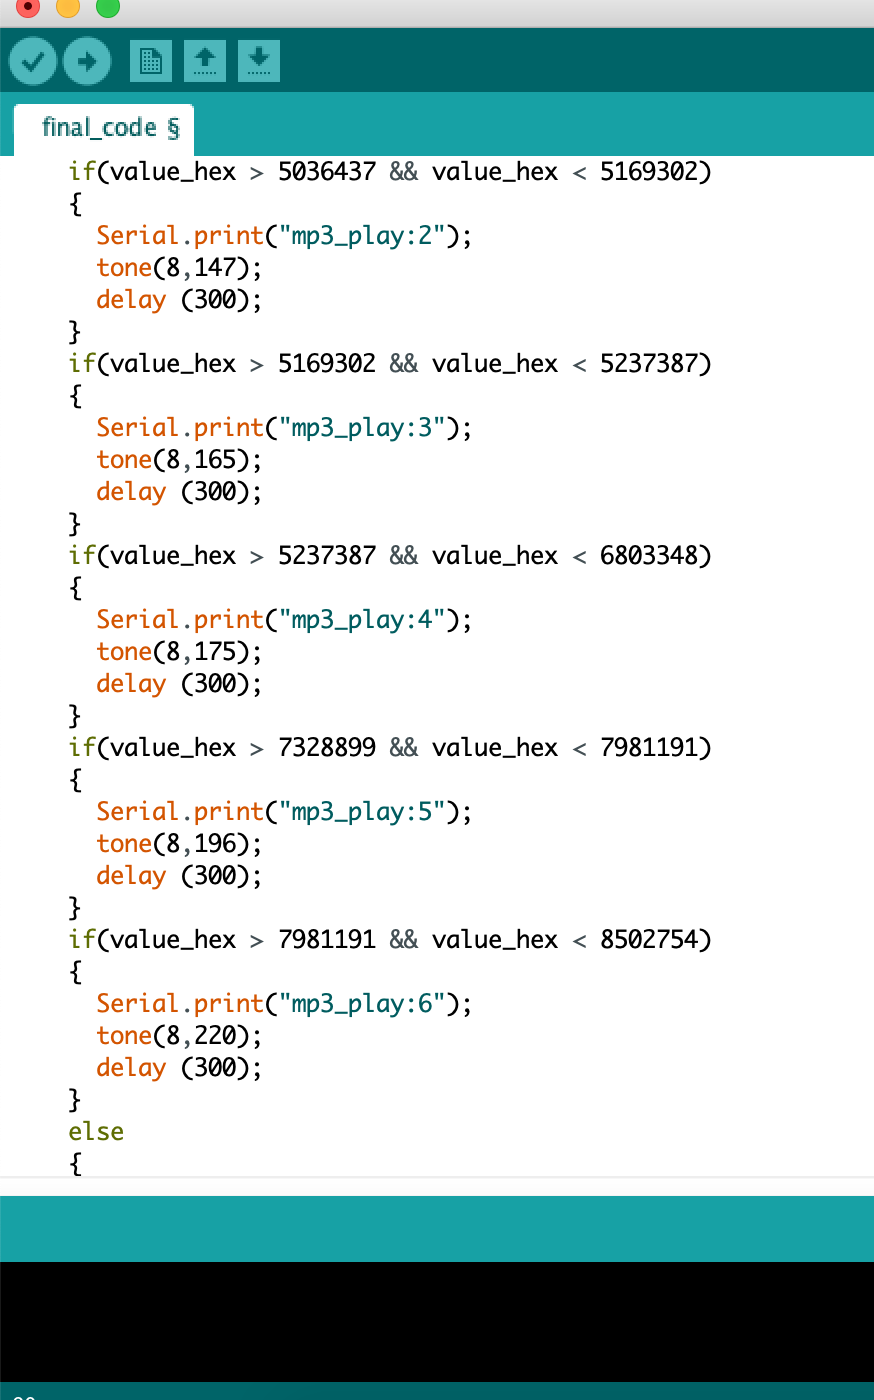 final_code §
if(value_hex > 5036437 && value_hex < 5169302)
{
Serial.print("mp3_play:2");
tone(8,147);
delay (300);
}
if(value_hex > 5169302 && value_hex < 5237387)
{
Serial.print("mp3_play:3");
tone(8,165);
delay (300);
}
if(value_hex > 5237387 && value_hex < 6803348)
{
Serial.print("mp3_play:4");
tone(8,175);
delay (300);
}
if(value_hex > 7328899 && value_hex < 7981191)
{
Serial.print("mp3_play:5");
tone(8,196);
delay (300);
}
if(value_hex > 7981191 && value_hex < 8502754)
{
Serial.print("mp3_play:6");
tone(8,220);
delay (300);
}
else
{